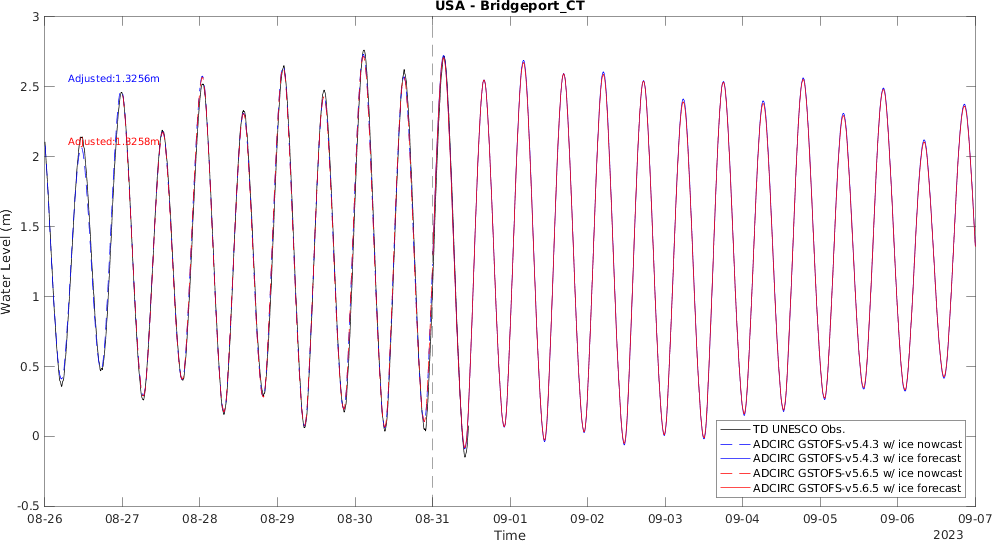 USA - Bridgeport_CT
3
2.5
2
1.5
1
0.5
0
-0.5
Water Level (m)
Adjusted:1.3256m
Adjusted:1.3258m
TD UNESCO Obs.
ADCIRC GSTOFS-v5.4.3 w/ ice nowcast
ADCIRC GSTOFS-v5.4.3 w/ ice forecast
ADCIRC GSTOFS-v5.6.5 w/ ice nowcast
ADCIRC GSTOFS-v5.6.5 w/ ice forecast
08-26 08-27 08-28 08-29 08-30 08-31 09-01 09-02 09-03 09-04 09-05 09-06 09-07
Time
2023